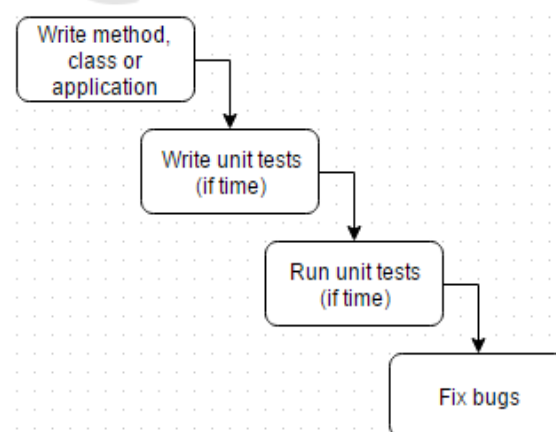 Write method,
class or
application
Write unit tests
(if time)
Run unit tests
(if time)
Fix bugs